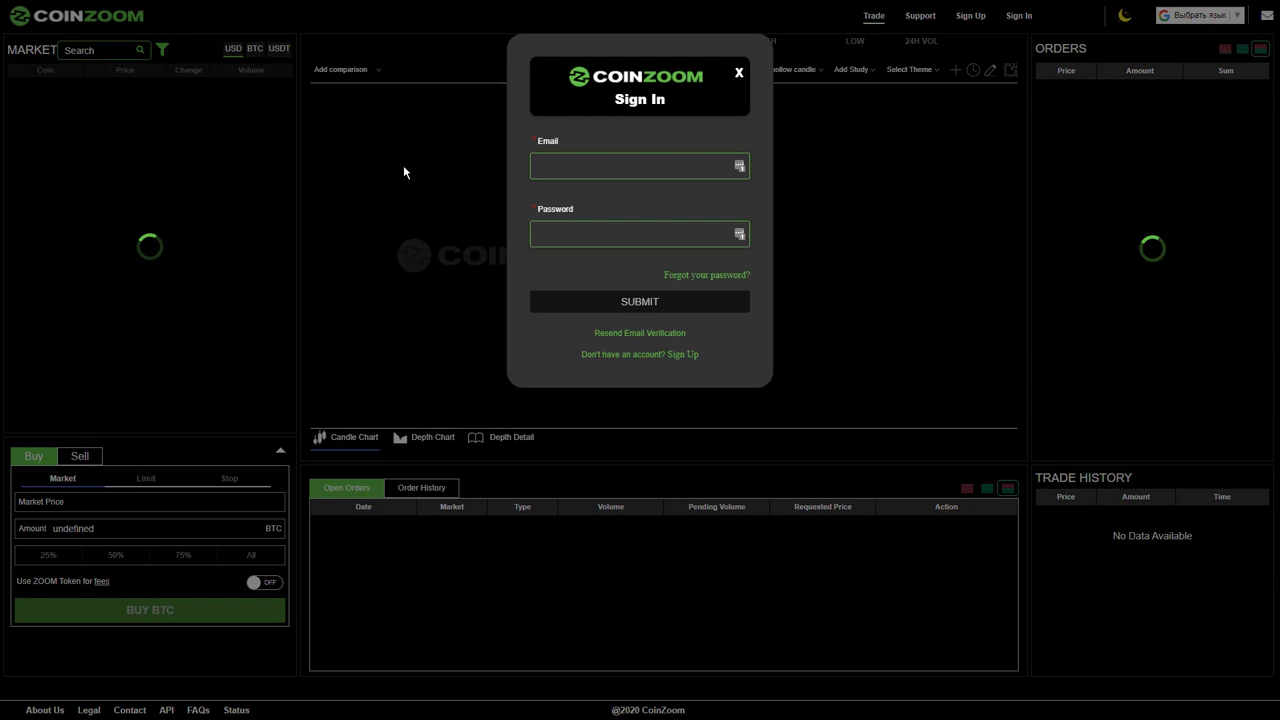 COINZOOM
Trade Support Sign Up Sign In Выбрать язык
MARKET Search USD BTC USDT
Coin Price Change Volume
Add comparison
LOW 24H VOL
ollow candle Add Study Select Theme
ORDERS
Price Amount Sum
COINZOOM
Sign In
X
* Email
* Password
Forgot your password?
SUBMIT
Resend Email Verification
Don't have an account? Sign Up
Candle Chart Depth Chart Depth Detail
Buy Sell
Market Limit Stop
Market Price
Amount undefined BTC
25% 50% 75% All
Use ZOOM Token for fees OFF
BUY BTC
Open Orders Order History
Date Market Type Volume Pending Volume Requested Price Action
TRADE HISTORY
Price Amount Time
No Data Available
About Us Legal Contact API FAQs Status
@2020 CoinZoom